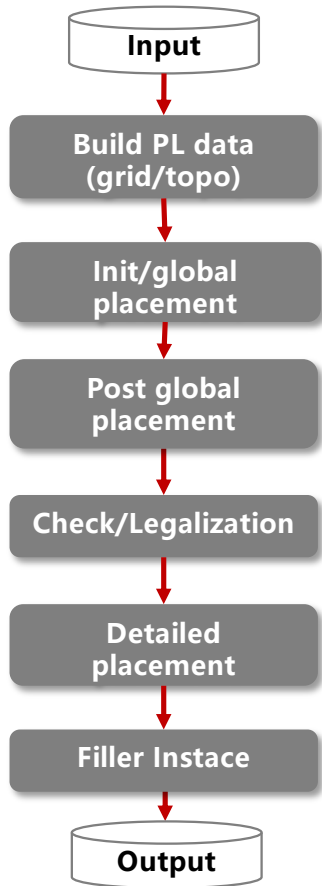 Input
Build PL data
(grid/topo)
Init/global
placement
Post global
placement
Check/Legalization
Detailed
placement
Filler Instace
Output